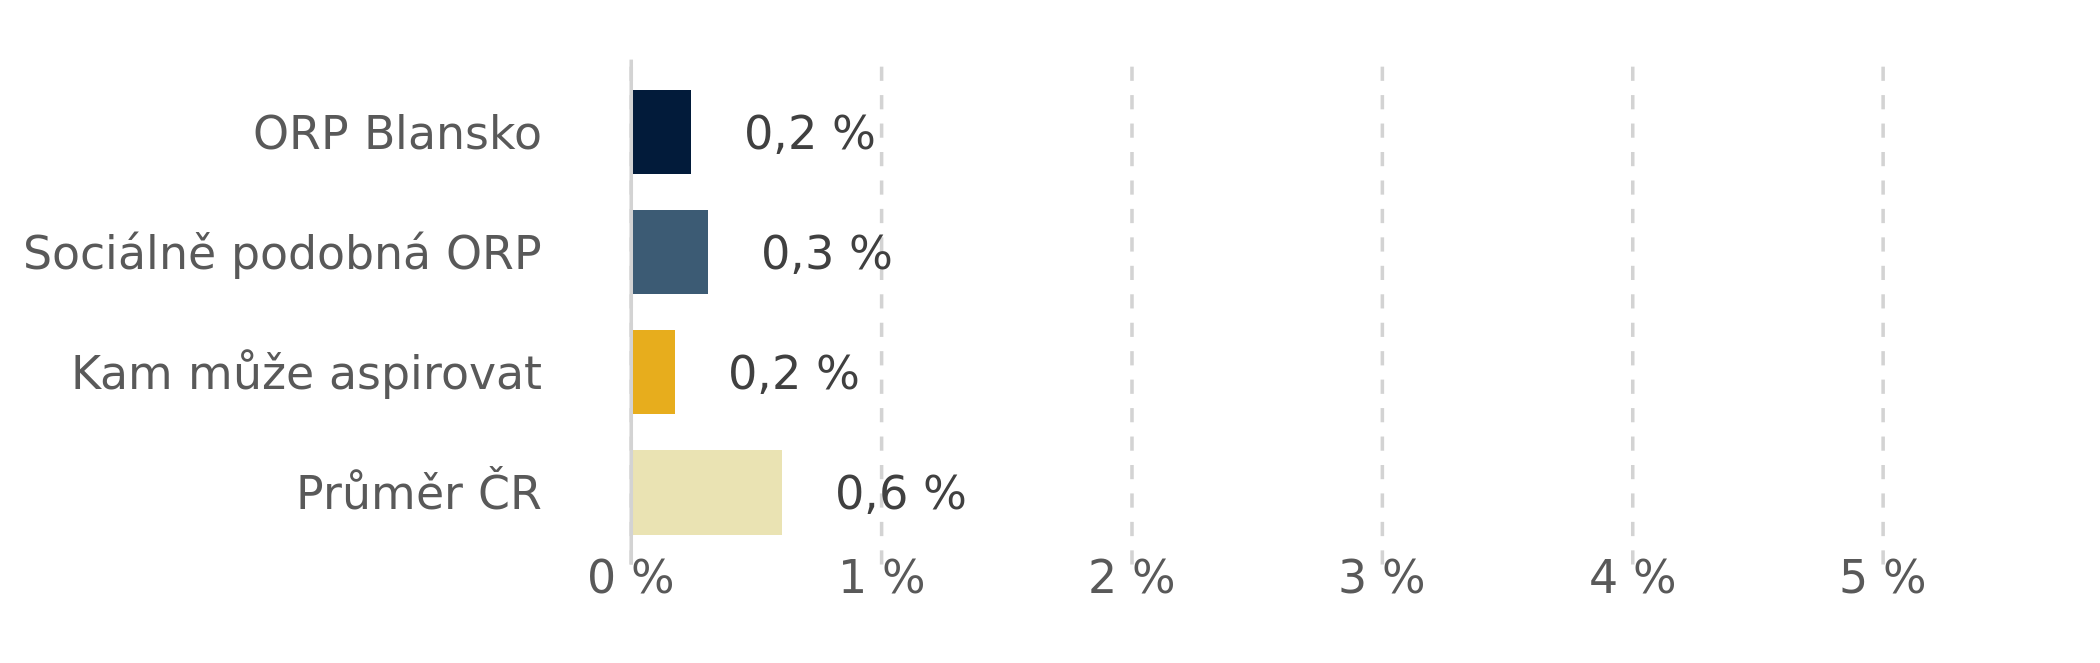 ORP Blansko 0,2 %
Sociálně podobná ORP 0,3 %
Kam může aspirovat 0,2 %
Průměr ČR 0,6 %
0 % 1 % 2 % 3 % 4 % 5 %